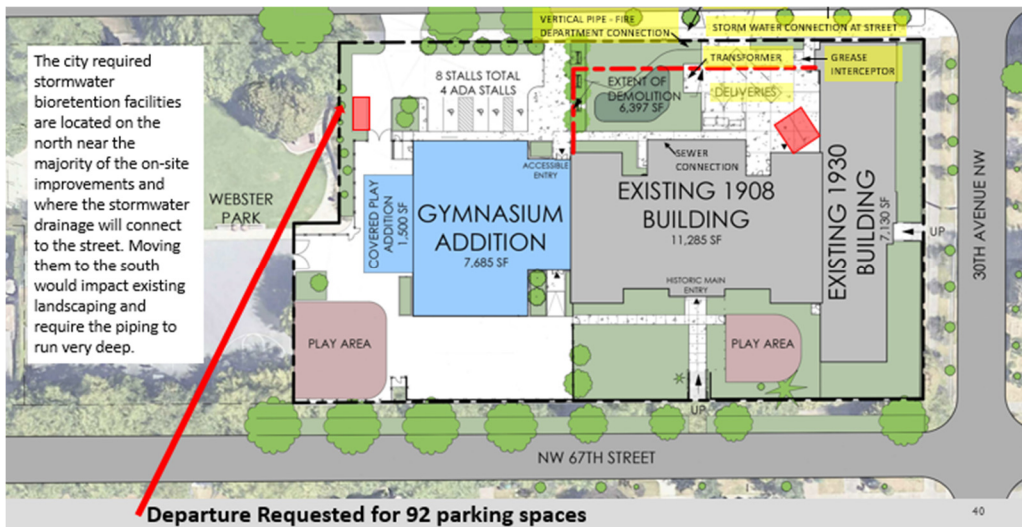 VERTICAL PIPE - FIRE
DEPARTMENT CONNECTION
STORM WATER CONNECTION AT STREET
TRANSFORMER
GREASE
INTERCEPTOR
The city required
stormwater
bioretention facilities
are located on the
north near the
majority of the on-site
improvements and
where the stormwater
drainage will connect
to the street. Moving
them to the south
would impact existing
landscaping and
require the piping to
run very deep.
8 STALLS TOTAL
4 ADA STALLS
EXTENT OF
DEMOLITION
6,397 SF
DELIVERIES
SEWER
CONNECTION
ACCESSIBLE
ENTRY
WEBSTER
PARK
COVERED PLAY
ADDITION
1,500 SF
GYMNASIUM
ADDITION
7,685 SF
EXISTING 1908
BUILDING
11,285 SF
EXISTING 1930
BUILDING
7,130 SF
UP
30TH AVENUE NW
HISTORIC MAIN
ENTRY
PLAY AREA
PLAY AREA
UP
NW 67TH STREET
Departure Requested for 92 parking spaces
40